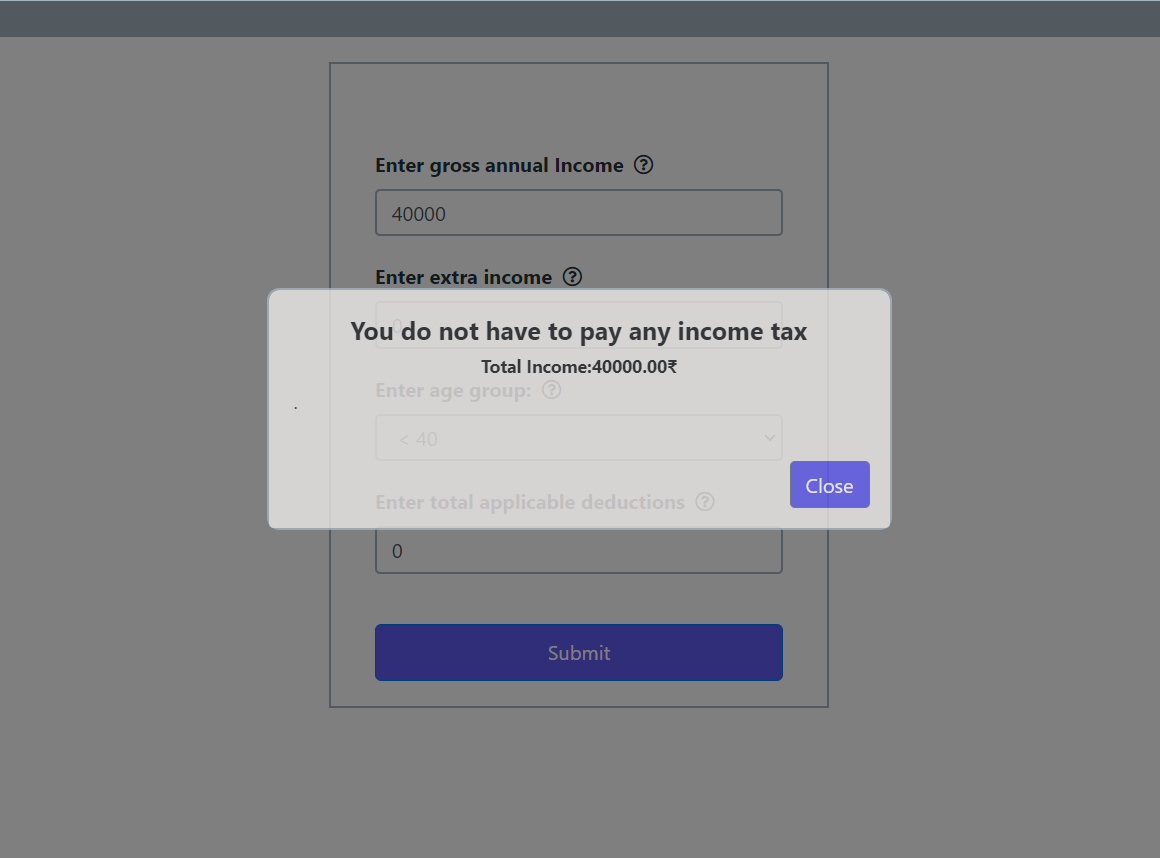 Enter gross annual Income
40000
Enter extra income
0
You do not have to pay any income tax
Total Income:40000.00₹
Enter age group:
.
< 40
Close
Enter total applicable deductions
0
Submit